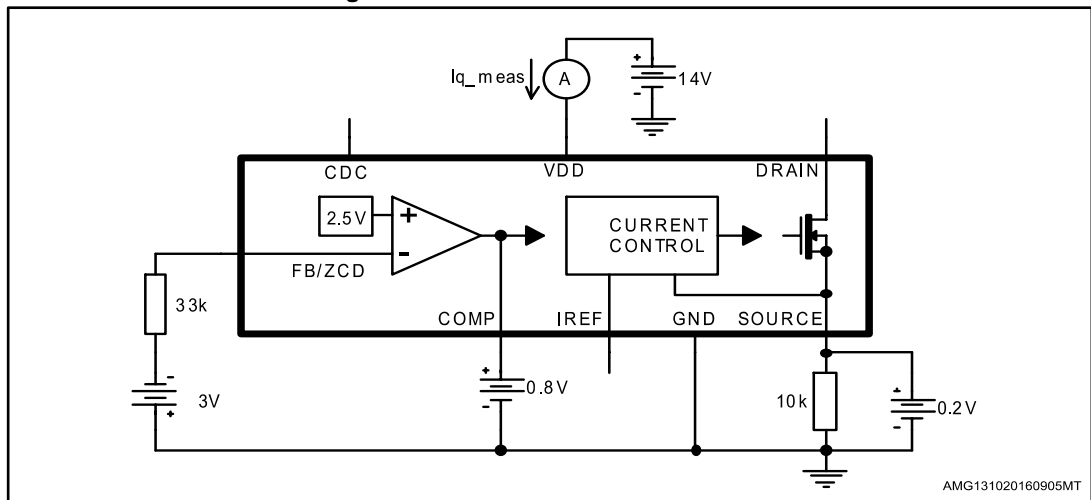 Iq_meas
A
14V
CDC
VDD
DRAIN
2.5V
CURRENT
CONTROL
FB/ZCD
33k
COMP
IREF
GND
SOURCE
3V
0.8V
10k
0.2V
AMG131020160905MT